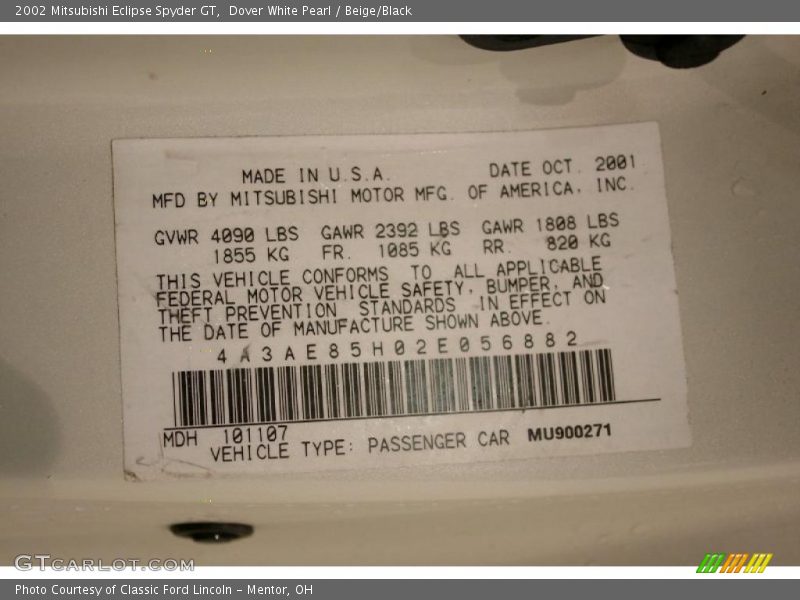 2002 Mitsubishi Eclipse Spyder GT,  Dover White Pearl / Beige/Black
MADE IN U.S.A. DATE OCT. 2001
MFD BY MITSUBISHI MOTOR MFG. OF AMERICA, INC.
GVWR 4090 LBS GAWR 2392 LBS GAWR 1808 LBS
1855 KG FR. 1085 KG RR. 820 KG
THIS VEHICLE CONFORMS TO ALL APPLICABLE
FEDERAL MOTOR VEHICLE SAFETY, BUMPER, AND
THEFT PREVENTION STANDARDS IN EFFECT ON
THE DATE OF MANUFACTURE SHOWN ABOVE.
4A3AE85H02E056882
MDH 101107
VEHICLE TYPE: PASSENGER CAR MU900271
GTCARLOT.COM
Photo Courtesy of Classic Ford Lincoln - Mentor, OH